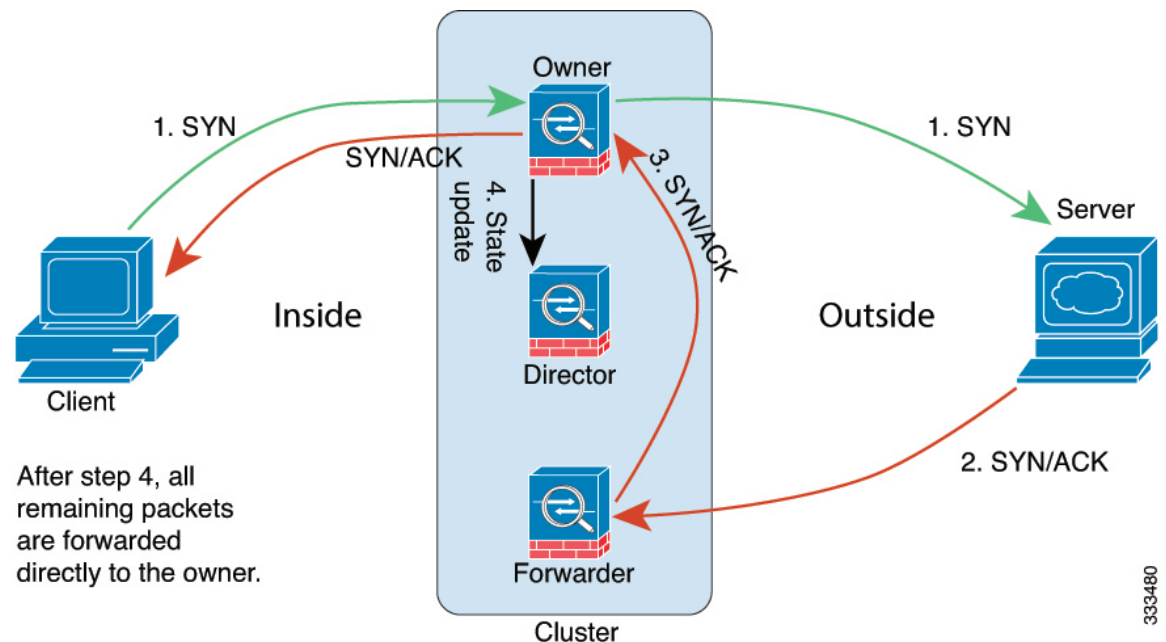 Owner
1. SYN
1. SYN
SYN/ACK
3. SYN/ACK
4. State
update
Server
Inside
Outside
Director
Client
2. SYN/ACK
After step 4, all
remaining packets
are forwarded
directly to the owner.
Forwarder
333480
Cluster